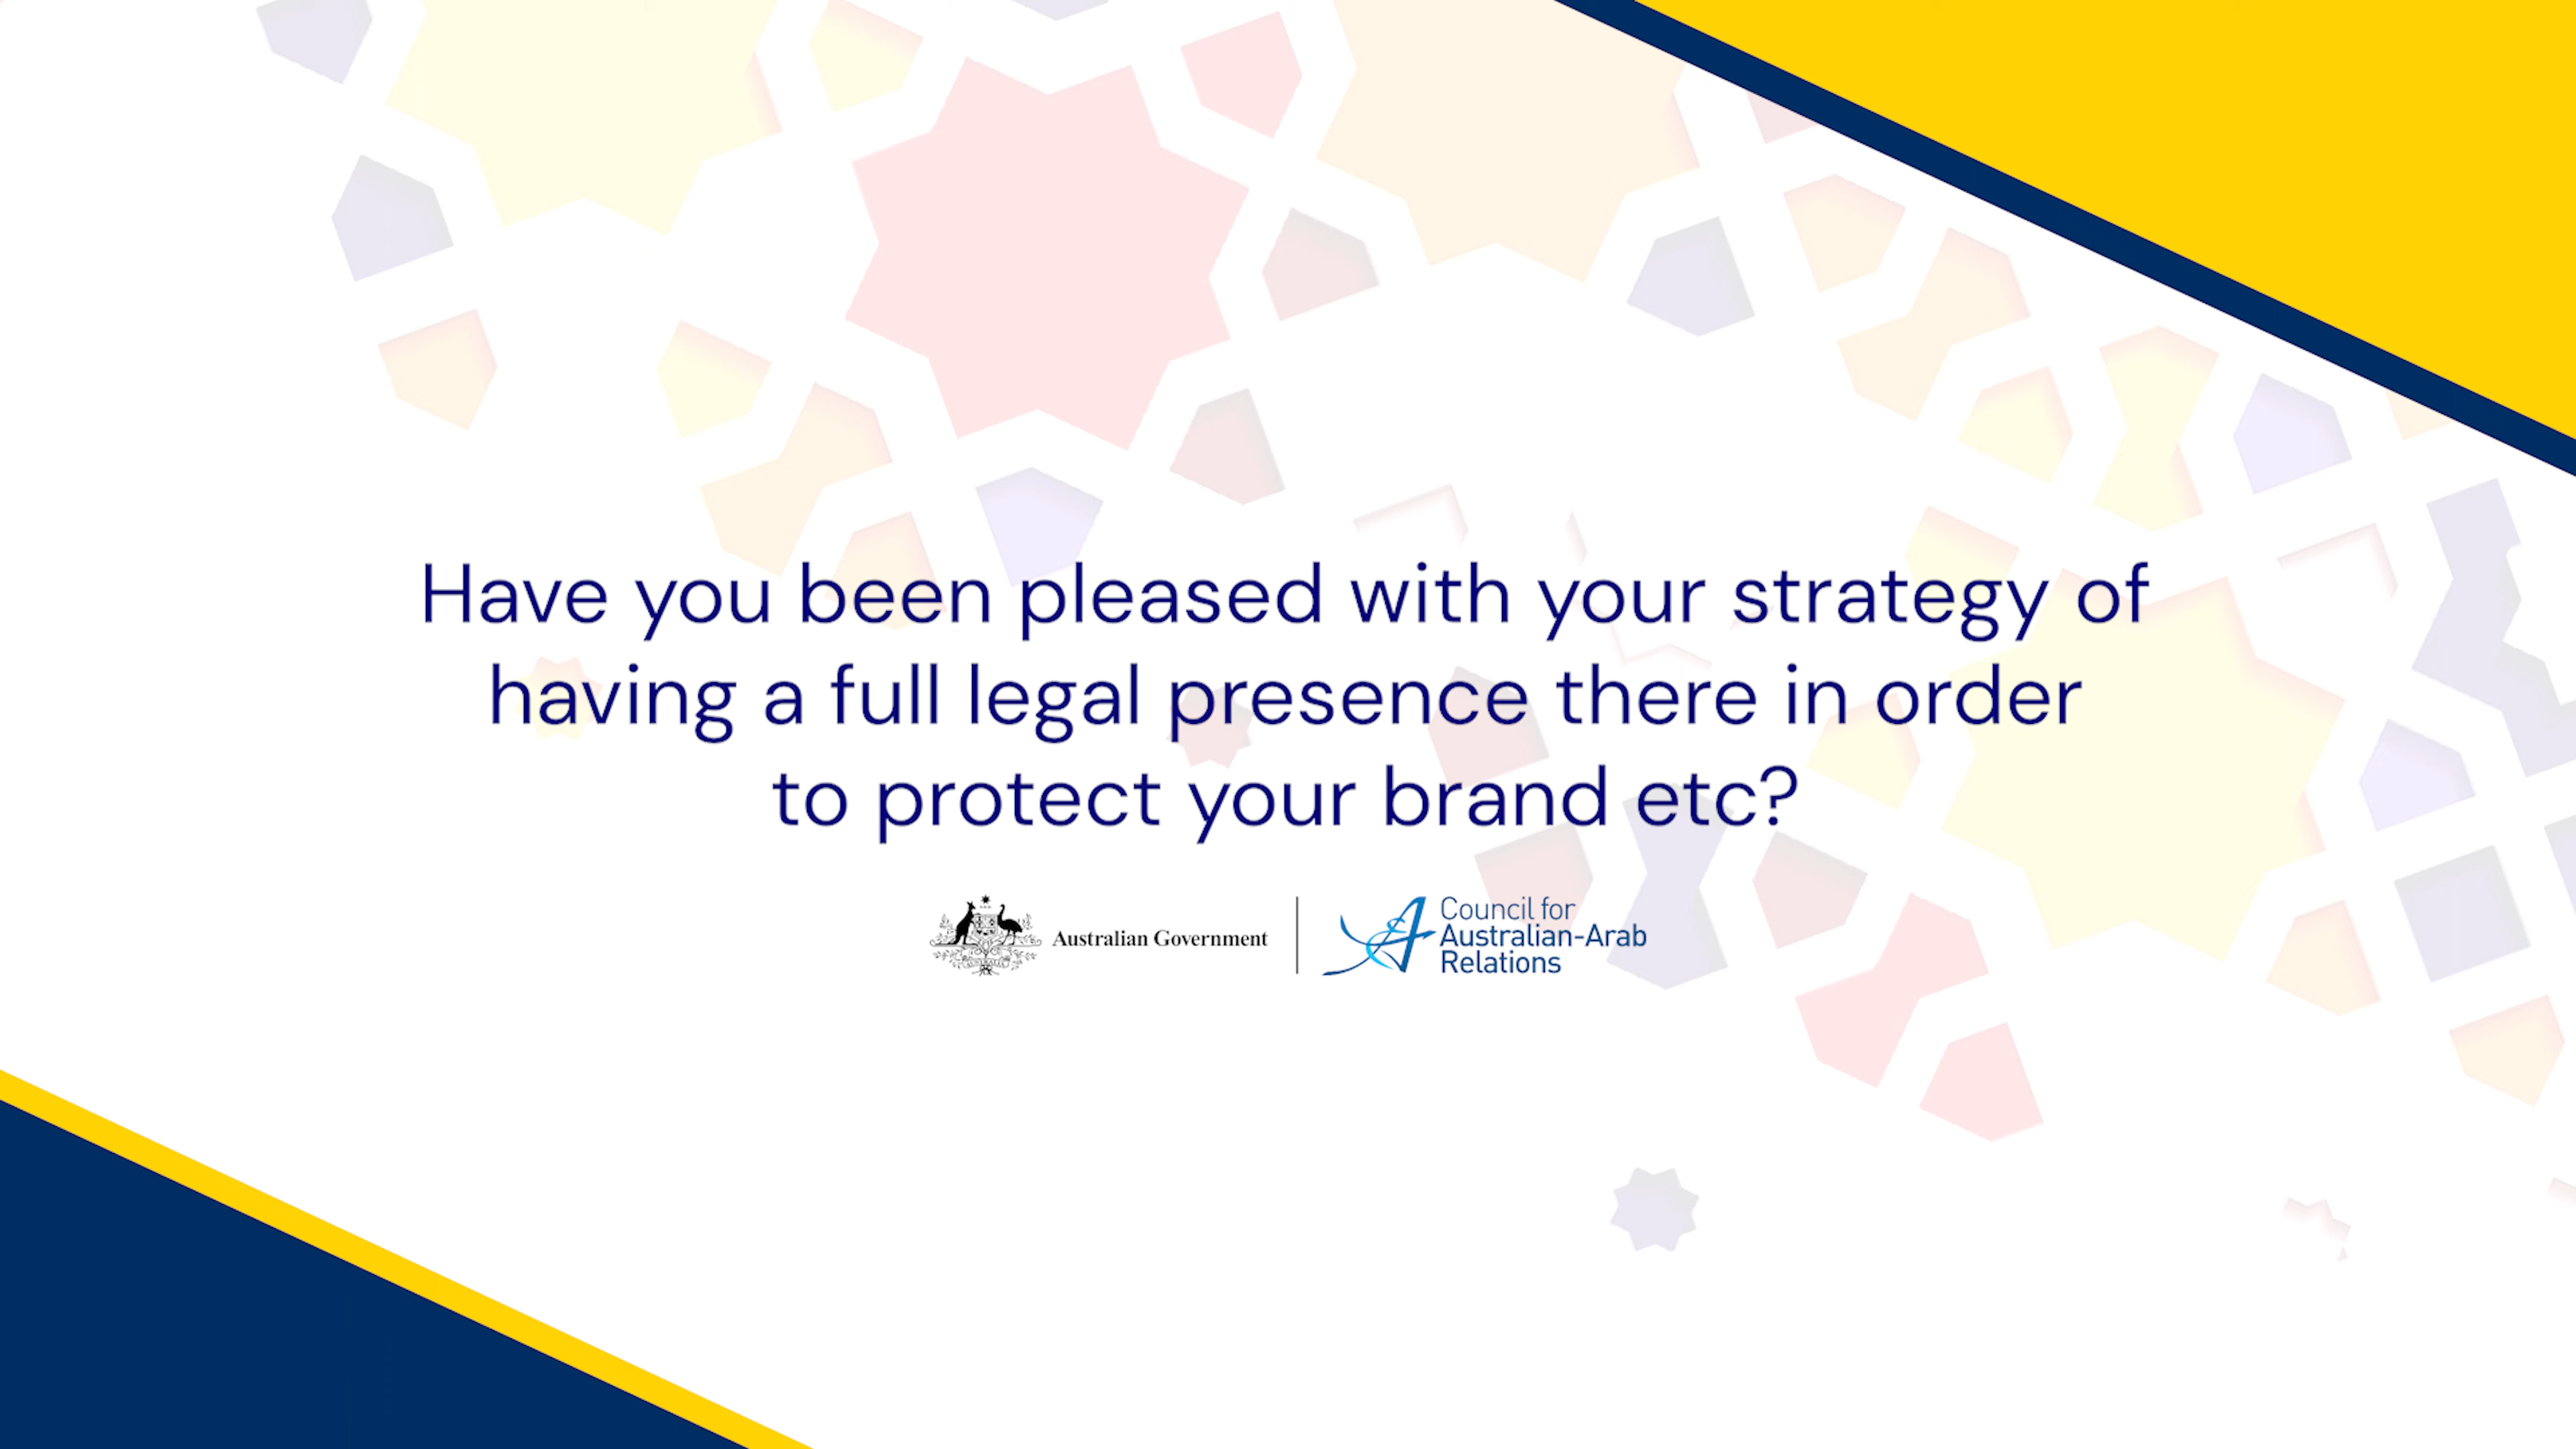 Have you been pleased with your strategy of
having a full legal presence there in order
to protect your brand etc?
Australian Government
Council for
Australian-Arab
Relations